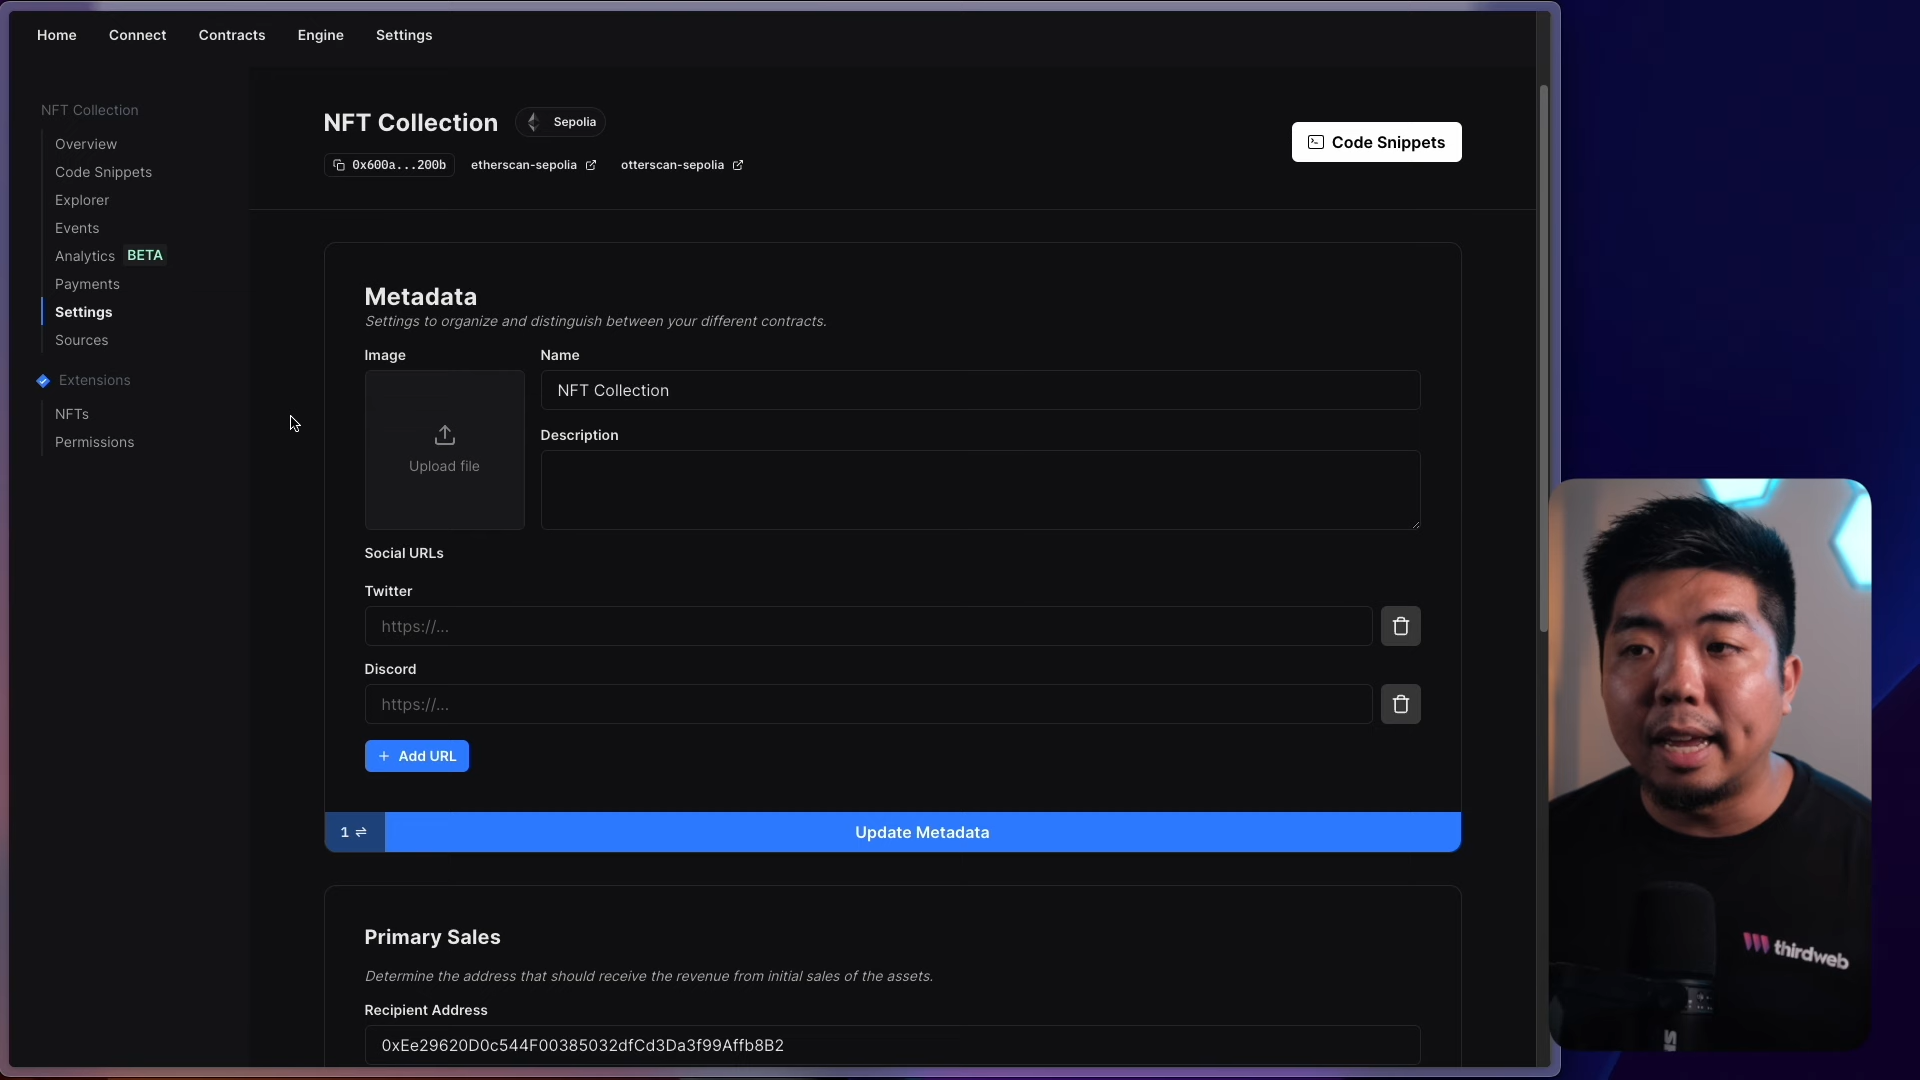 Home Connect Contracts Engine Settings
NFT Collection
Overview
Code Snippets
Explorer
Events
Analytics BETA
Payments
Settings
Sources
Extensions
NFTs
Permissions
NFT Collection Sepolia
0x600a...200b etherscan-sepolia otterscan-sepolia
Code Snippets
Metadata
Settings to organize and distinguish between your different contracts.
Image
Upload file
Name
NFT Collection
Description
Social URLs
Twitter
https://...
Discord
https://...
+ Add URL
1 ⇌ Update Metadata
Primary Sales
Determine the address that should receive the revenue from initial sales of the assets.
Recipient Address
0xEe29620D0c544F00385032dfCd3Da3f99Affb8B2
thirdweb